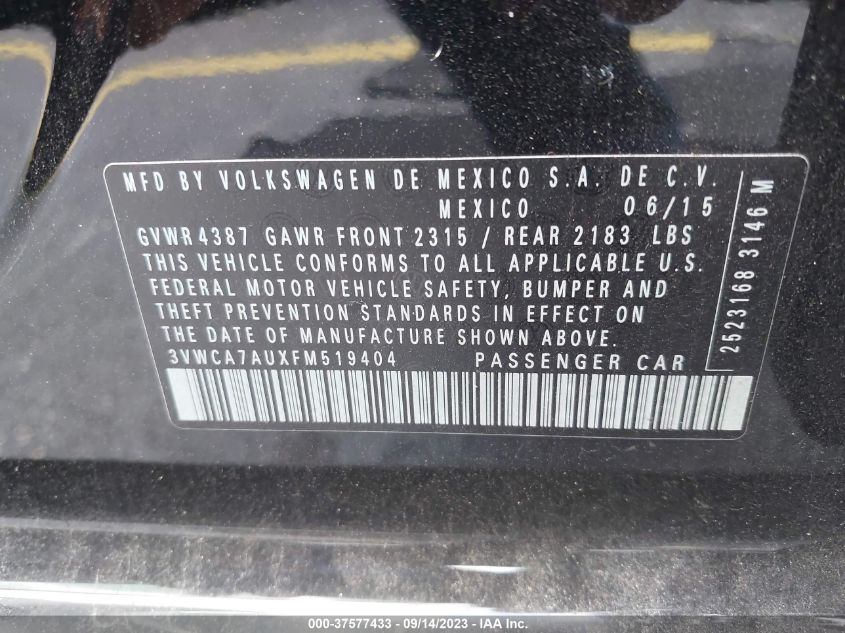 MFD BY VOLKSWAGEN DE MEXICO S.A. DE C.V.
MEXICO 06/15
GVWR 4387 GAWR FRONT 2315 / REAR 2183 LBS
THIS VEHICLE CONFORMS TO ALL APPLICABLE U.S.
FEDERAL MOTOR VEHICLE SAFETY, BUMPER AND
THEFT PREVENTION STANDARDS IN EFFECT ON
THE DATE OF MANUFACTURE SHOWN ABOVE.
3VWCA7AUXFM519404 PASSENGER CAR
2523168 3146 M
000-37577433 - 09/14/2023 - IAA Inc.